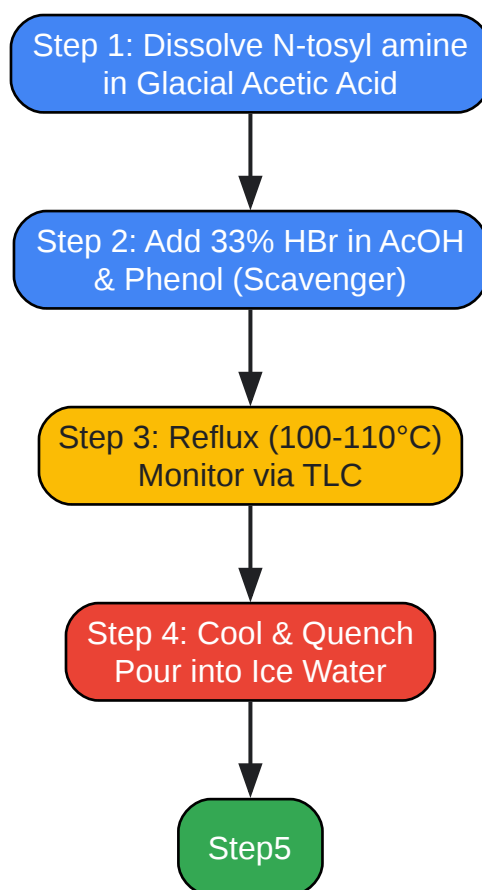 Step 1: Dissolve N-tosyl amine
in Glacial Acetic Acid
Step 2: Add 33% HBr in AcOH
& Phenol (Scavenger)
Step 3: Reflux (100-110°C)
Monitor via TLC
Step 4: Cool & Quench
Pour into Ice Water
Step5